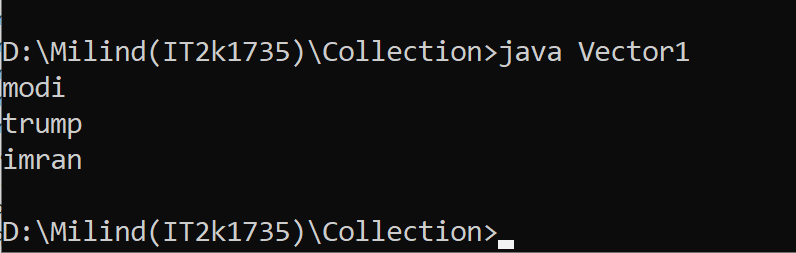 D:\Milind(IT2k1735)\Collection>java Vector1
modi
trump
imran
D:\Milind(IT2k1735)\Collection>